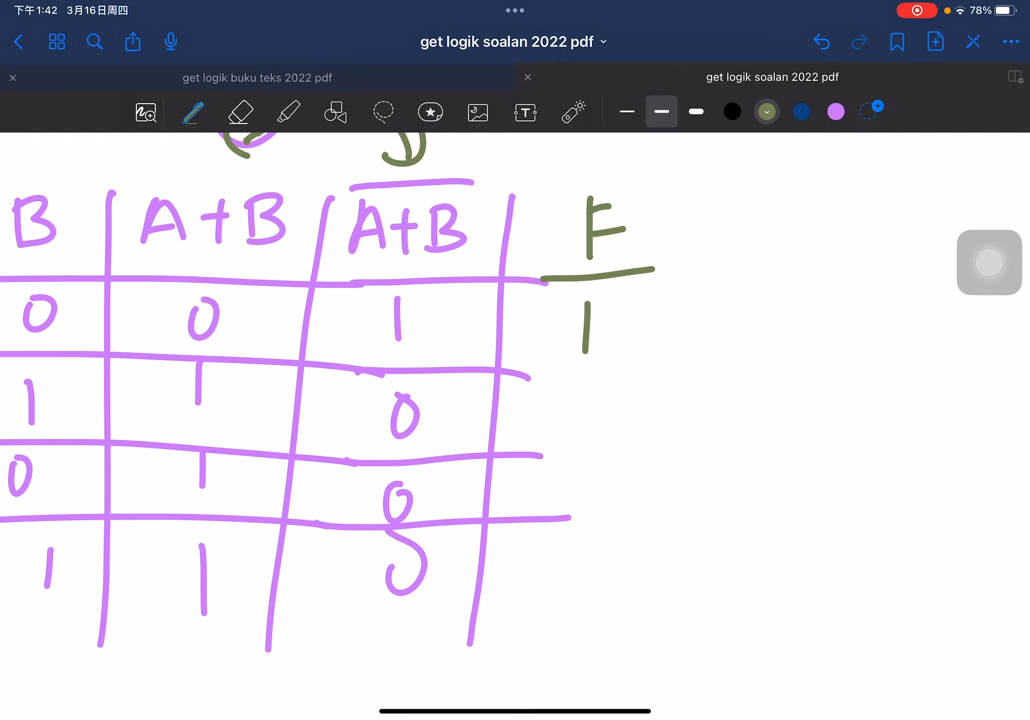 下午1:42 3月16日周四
78%
get logik soalan 2022 pdf
get logik buku teks 2022 pdf
get logik soalan 2022 pdf
B A+B A+B̅ F
0 0 1 1
1 1 0
0 1 0
1 1